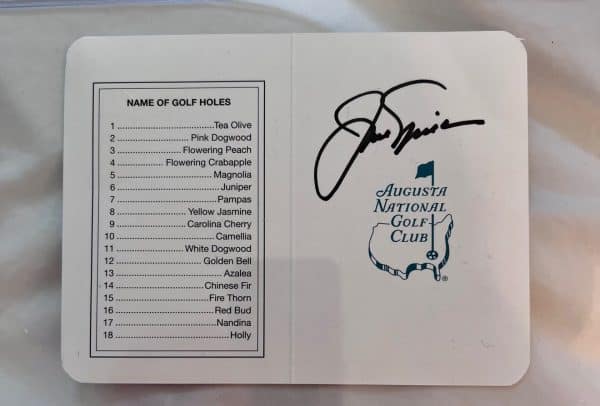 NAME OF GOLF HOLES
1 ........................................ Tea Olive
2 ............................... Pink Dogwood
3 ............................ Flowering Peach
4 ...................... Flowering Crabapple
5 ..................................... Magnolia
6 ......................................... Juniper
7 ........................................ Pampas
8 ............................. Yellow Jasmine
9 ............................. Carolina Cherry
10 ..................................... Camellia
11 ............................ White Dogwood
12 ................................. Golden Bell
13 ........................................ Azalea
14 ................................. Chinese Fir
15 ................................... Fire Thorn
16 ..................................... Red Bud
17 ..................................... Nandina
18 .......................................... Holly
AUGUSTA
NATIONAL
GOLF
CLUB
®